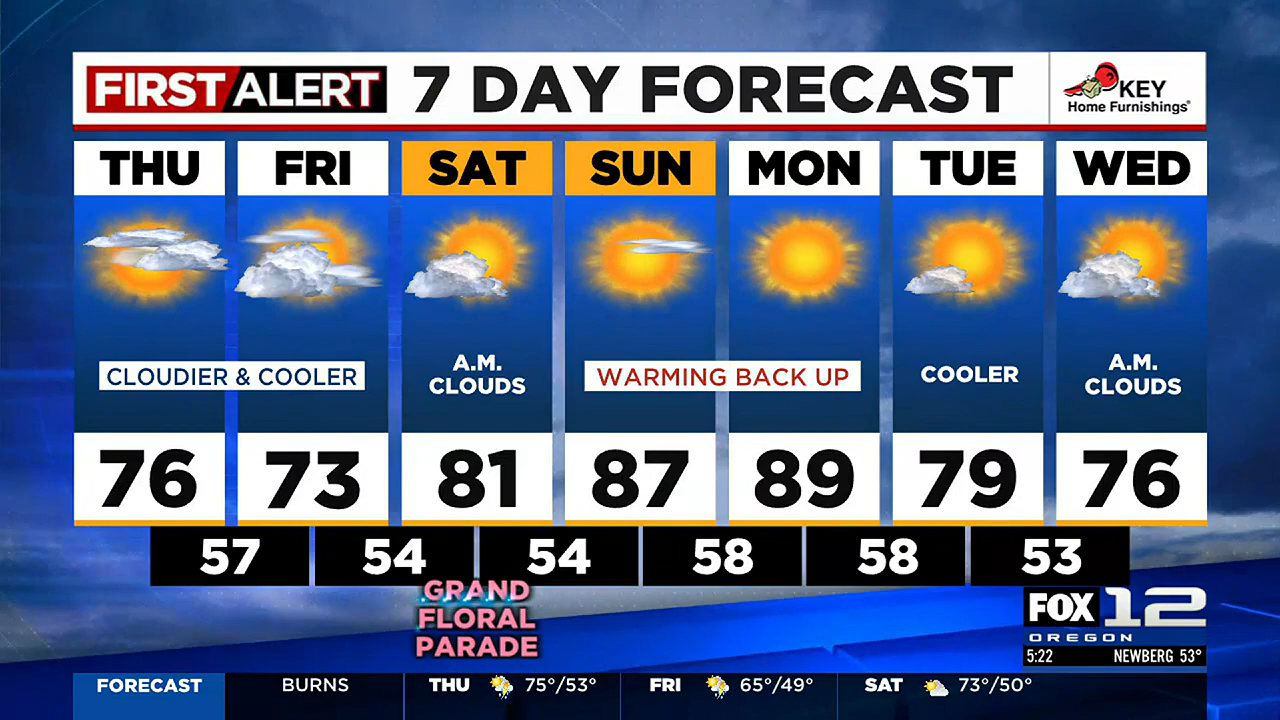 FIRST ALERT 7 DAY FORECAST
KEY
Home Furnishings®
THU FRI SAT SUN MON TUE WED
CLOUDIER & COOLER
A.M.
CLOUDS
WARMING BACK UP
COOLER
A.M.
CLOUDS
76 73 81 87 89 79 76
57 54 54 58 58 53
GRAND
FLORAL
PARADE
FOX 12
OREGON
5:22 NEWBERG 53°
FORECAST BURNS THU 75°/53° FRI 65°/49° SAT 73°/50°